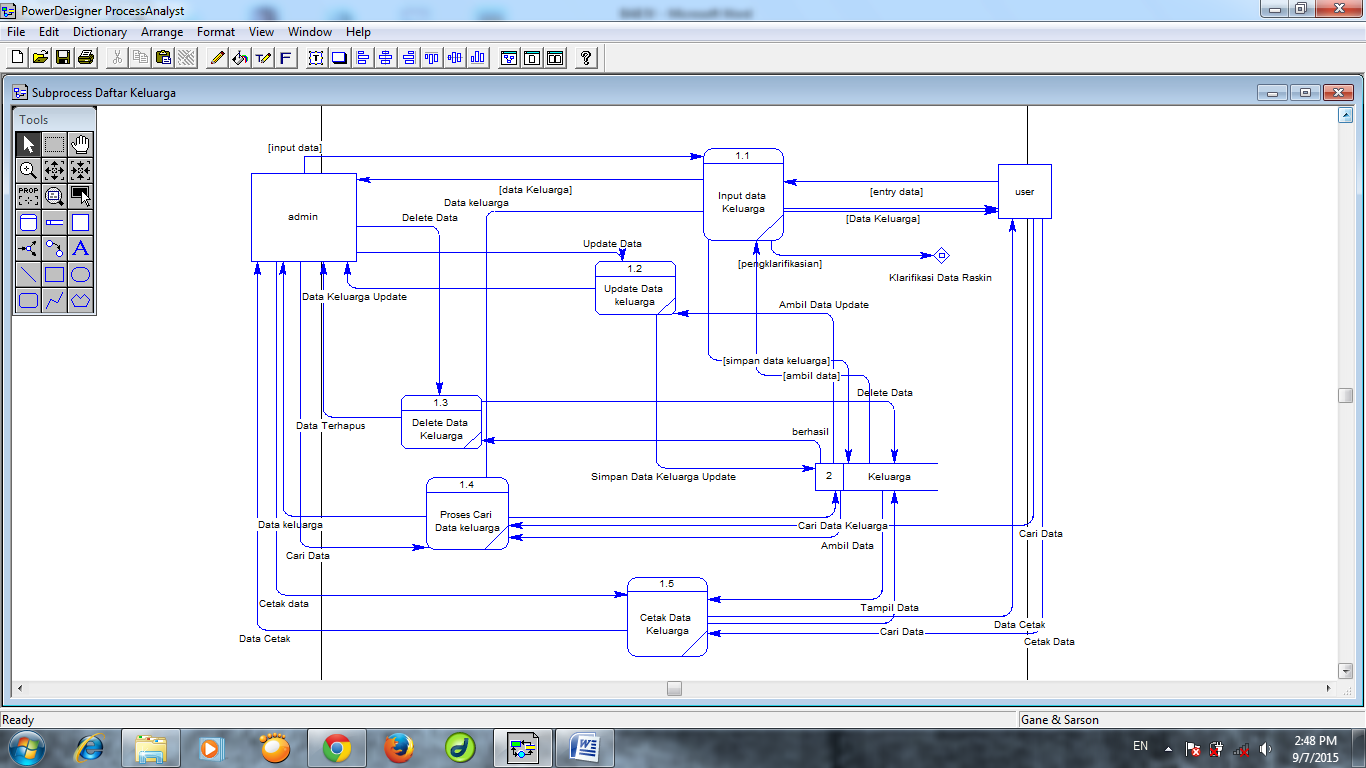 PowerDesigner ProcessAnalyst
File Edit Dictionary Arrange Format View Window Help
Subprocess Daftar Keluarga
Tools
PROP
[input data]
1.1
Input data
Keluarga
user
admin
[data Keluarga]
[entry data]
Data keluarga
[Data Keluarga]
Delete Data
Update Data
[pengklarifikasian]
Klarifikasi Data Raskin
1.2
Update Data
keluarga
Data Keluarga Update
Ambil Data Update
[simpan data keluarga]
[ambil data]
Delete Data
1.3
Delete Data
Keluarga
Data Terhapus
berhasil
Simpan Data Keluarga Update
2 Keluarga
1.4
Proses Cari
Data keluarga
Data keluarga
Cari Data Keluarga
Cari Data
Ambil Data
Cari Data
1.5
Cetak Data
Keluarga
Cetak data
Tampil Data
Data Cetak
Cari Data
Data Cetak
Cetak Data
Ready
Gane & Sarson
EN
2:48 PM
9/7/2015